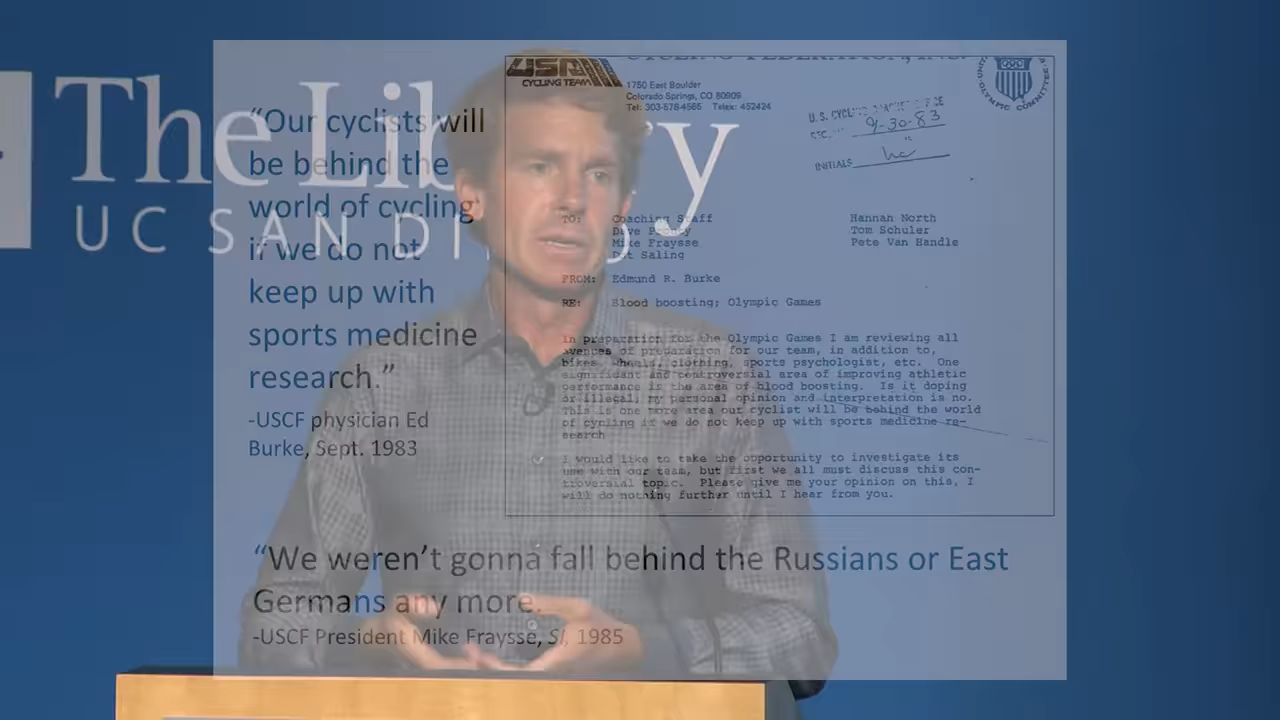 The Library
UC SAN DI
"Our cyclists will
be behind the
world of cycling
if we do not
keep up with
sports medicine
research."
-USCF physician Ed
Burke, Sept. 1983
USA
CYCLING TEAM
CYCLING FEDERATION, INC.
1750 East Boulder
Colorado Springs, CO 80909
Tel: 303-578-4566 Telex: 452424
9-30-83
INITIALS
TO: Coaching Staff
Mike Fraysse
Dot Saling
Hannah North
Tom Schuler
Pete Van Handle
FROM: Edmund R. Burke
RE: Blood boosting; Olympic Games
In preparation for the Olympic Games I am reviewing all
avenues of preparation for our team, in addition to,
bikes, wheels, clothing, sports psychologist, etc. One
significant and controversial area of improving athletic
performance is the area of blood boosting. Is it doping
or illegal; my personal opinion and interpretation is no.
This is one more area our cyclist will be behind the world
of cycling if we do not keep up with sports medicine re-
search
I would like to take the opportunity to investigate its
use with our team, but first we all must discuss this con-
troversial topic. Please give me your opinion on this, I
will do nothing further until I hear from you.
"We weren't gonna fall behind the Russians or East
Germans any more.
-USCF President Mike Fraysse, SI, 1985